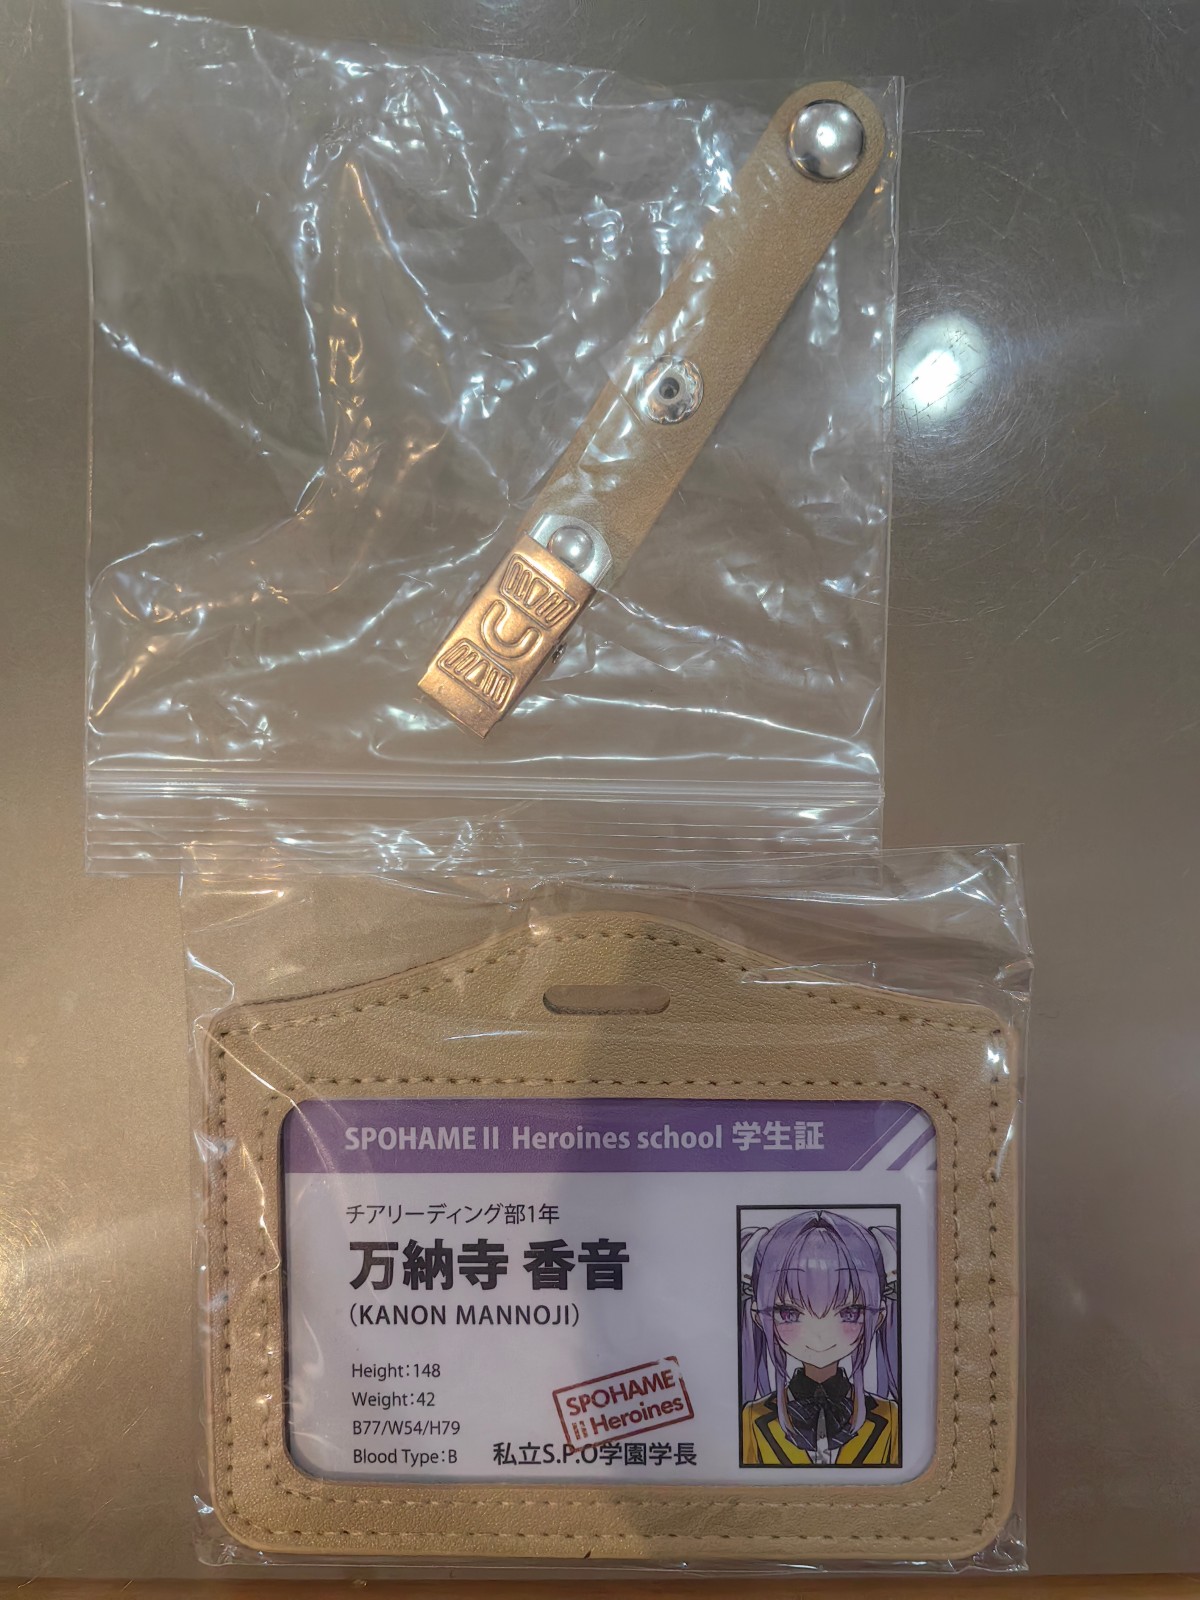 SPOHAME II Heroines school 学生証
チアリーディング部1年
万納寺 香音
(KANON MANNOJI)
Height:148
Weight:42
B77/W54/H79
Blood Type:B
SPOHAME
II Heroines
私立S.P.O学園学長